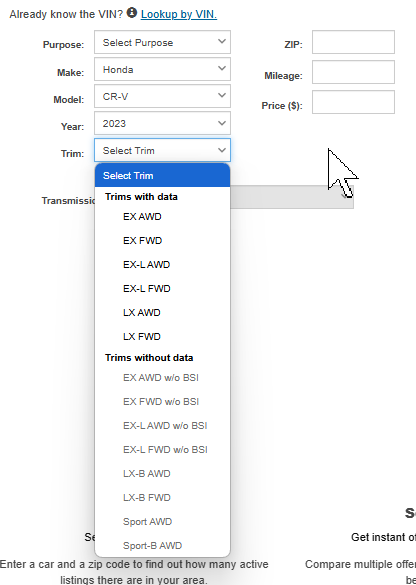 Already know the VIN? Lookup by VIN.
Purpose: Select Purpose ZIP:
Make: Honda Mileage:
Model: CR-V Price ($):
Year: 2023
Trim: Select Trim
Select Trim
Trims with data
Transmissio
EX AWD
EX FWD
EX-L AWD
EX-L FWD
LX AWD
LX FWD
Trims without data
EX AWD w/o BSI
EX FWD w/o BSI
EX-L AWD w/o BSI
EX-L FWD w/o BSI
LX-B AWD
LX-B FWD
Sport AWD
Sport-B AWD
Se
Enter a car and a zip code to find out how many active
listings there are in your area.
S
Get instant of
Compare multiple offer
be